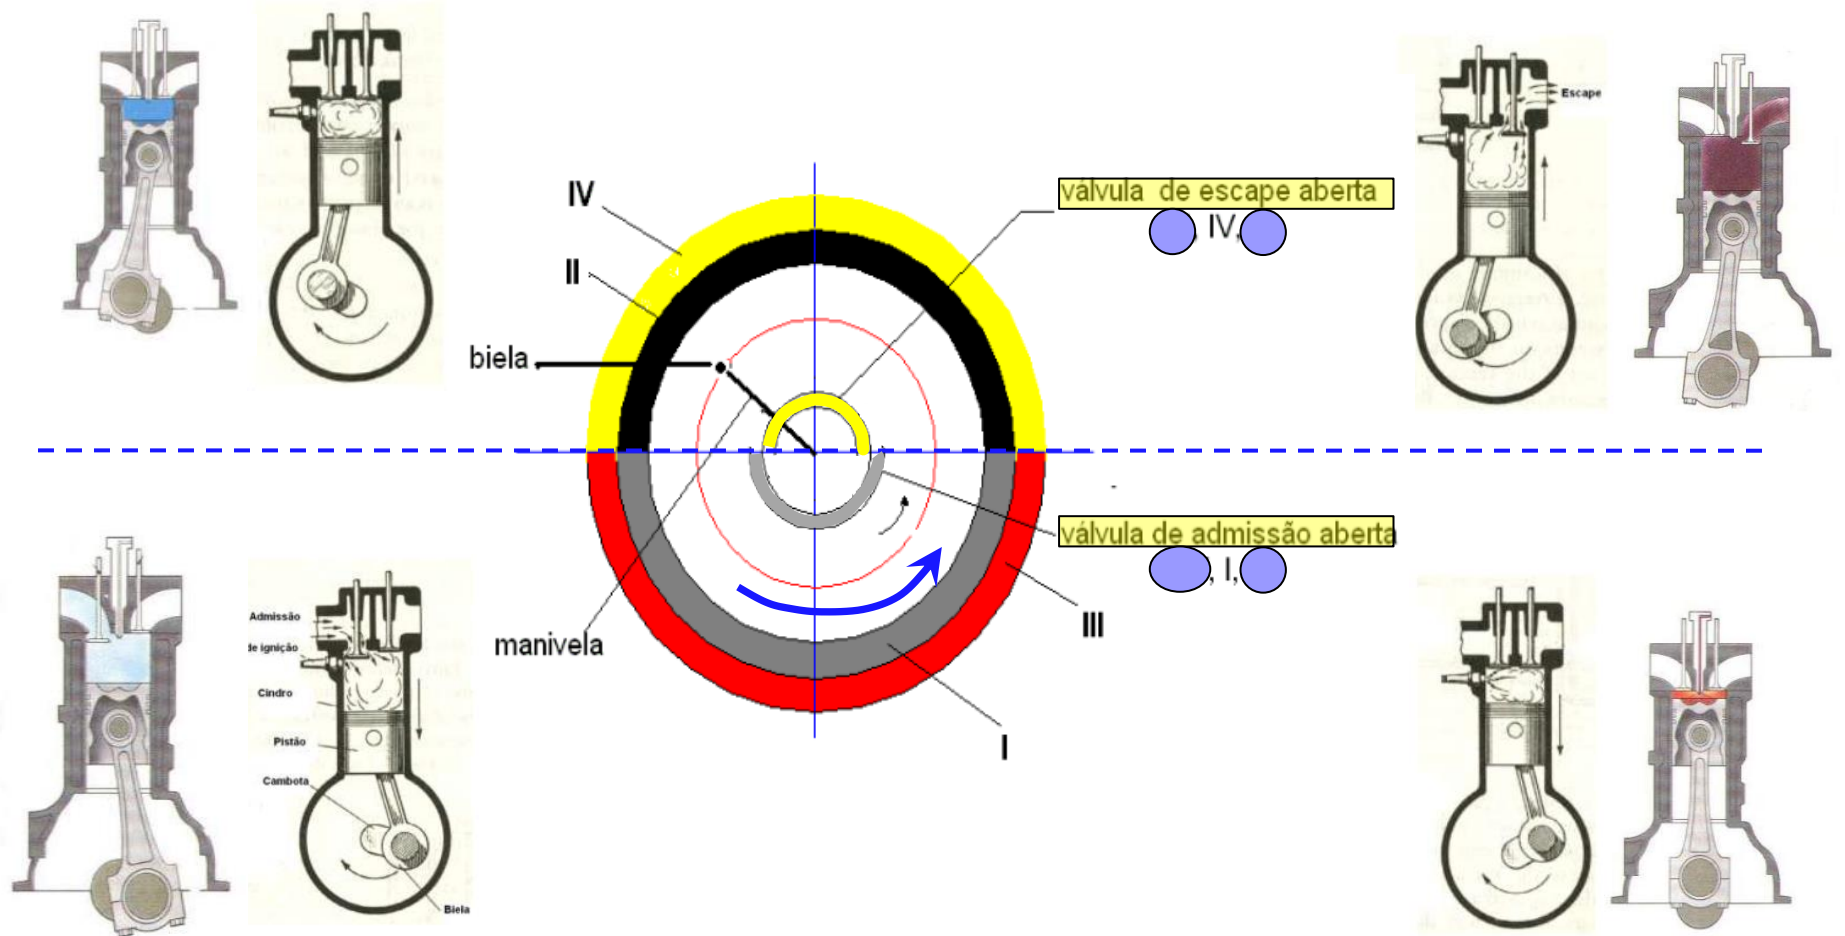 Escape
IV
válvula de escape aberta
, IV,
II
biela
válvula de admissão aberta
, I,
Admissão
de ignição
III
manivela
Cindro
Pistão
I
Cambota
Biela